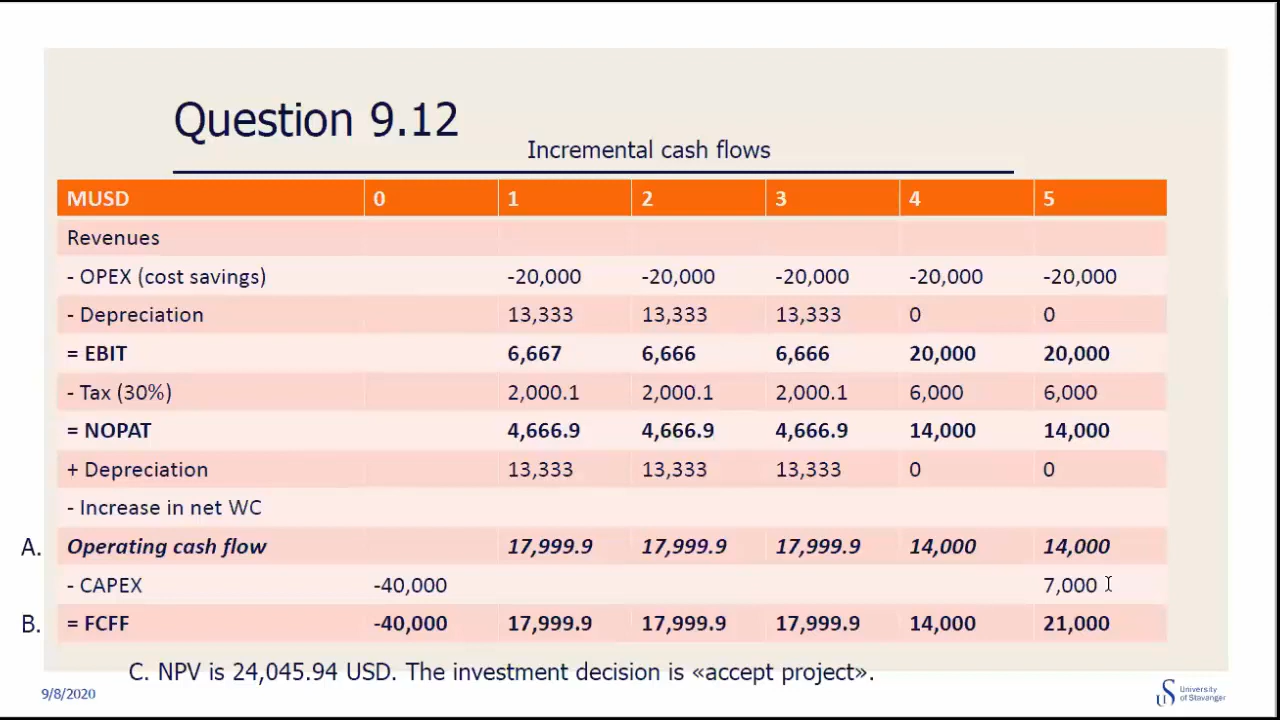 Question 9.12
Incremental cash flows
MUSD 0 1 2 3 4 5
Revenues
- OPEX (cost savings) -20,000 -20,000 -20,000 -20,000 -20,000
- Depreciation 13,333 13,333 13,333 0 0
= EBIT 6,667 6,666 6,666 20,000 20,000
- Tax (30%) 2,000.1 2,000.1 2,000.1 6,000 6,000
= NOPAT 4,666.9 4,666.9 4,666.9 14,000 14,000
+ Depreciation 13,333 13,333 13,333 0 0
- Increase in net WC
A. Operating cash flow 17,999.9 17,999.9 17,999.9 14,000 14,000
- CAPEX -40,000 7,000
B. = FCFF -40,000 17,999.9 17,999.9 17,999.9 14,000 21,000
C. NPV is 24,045.94 USD. The investment decision is «accept project».
9/8/2020
University
of Stavanger